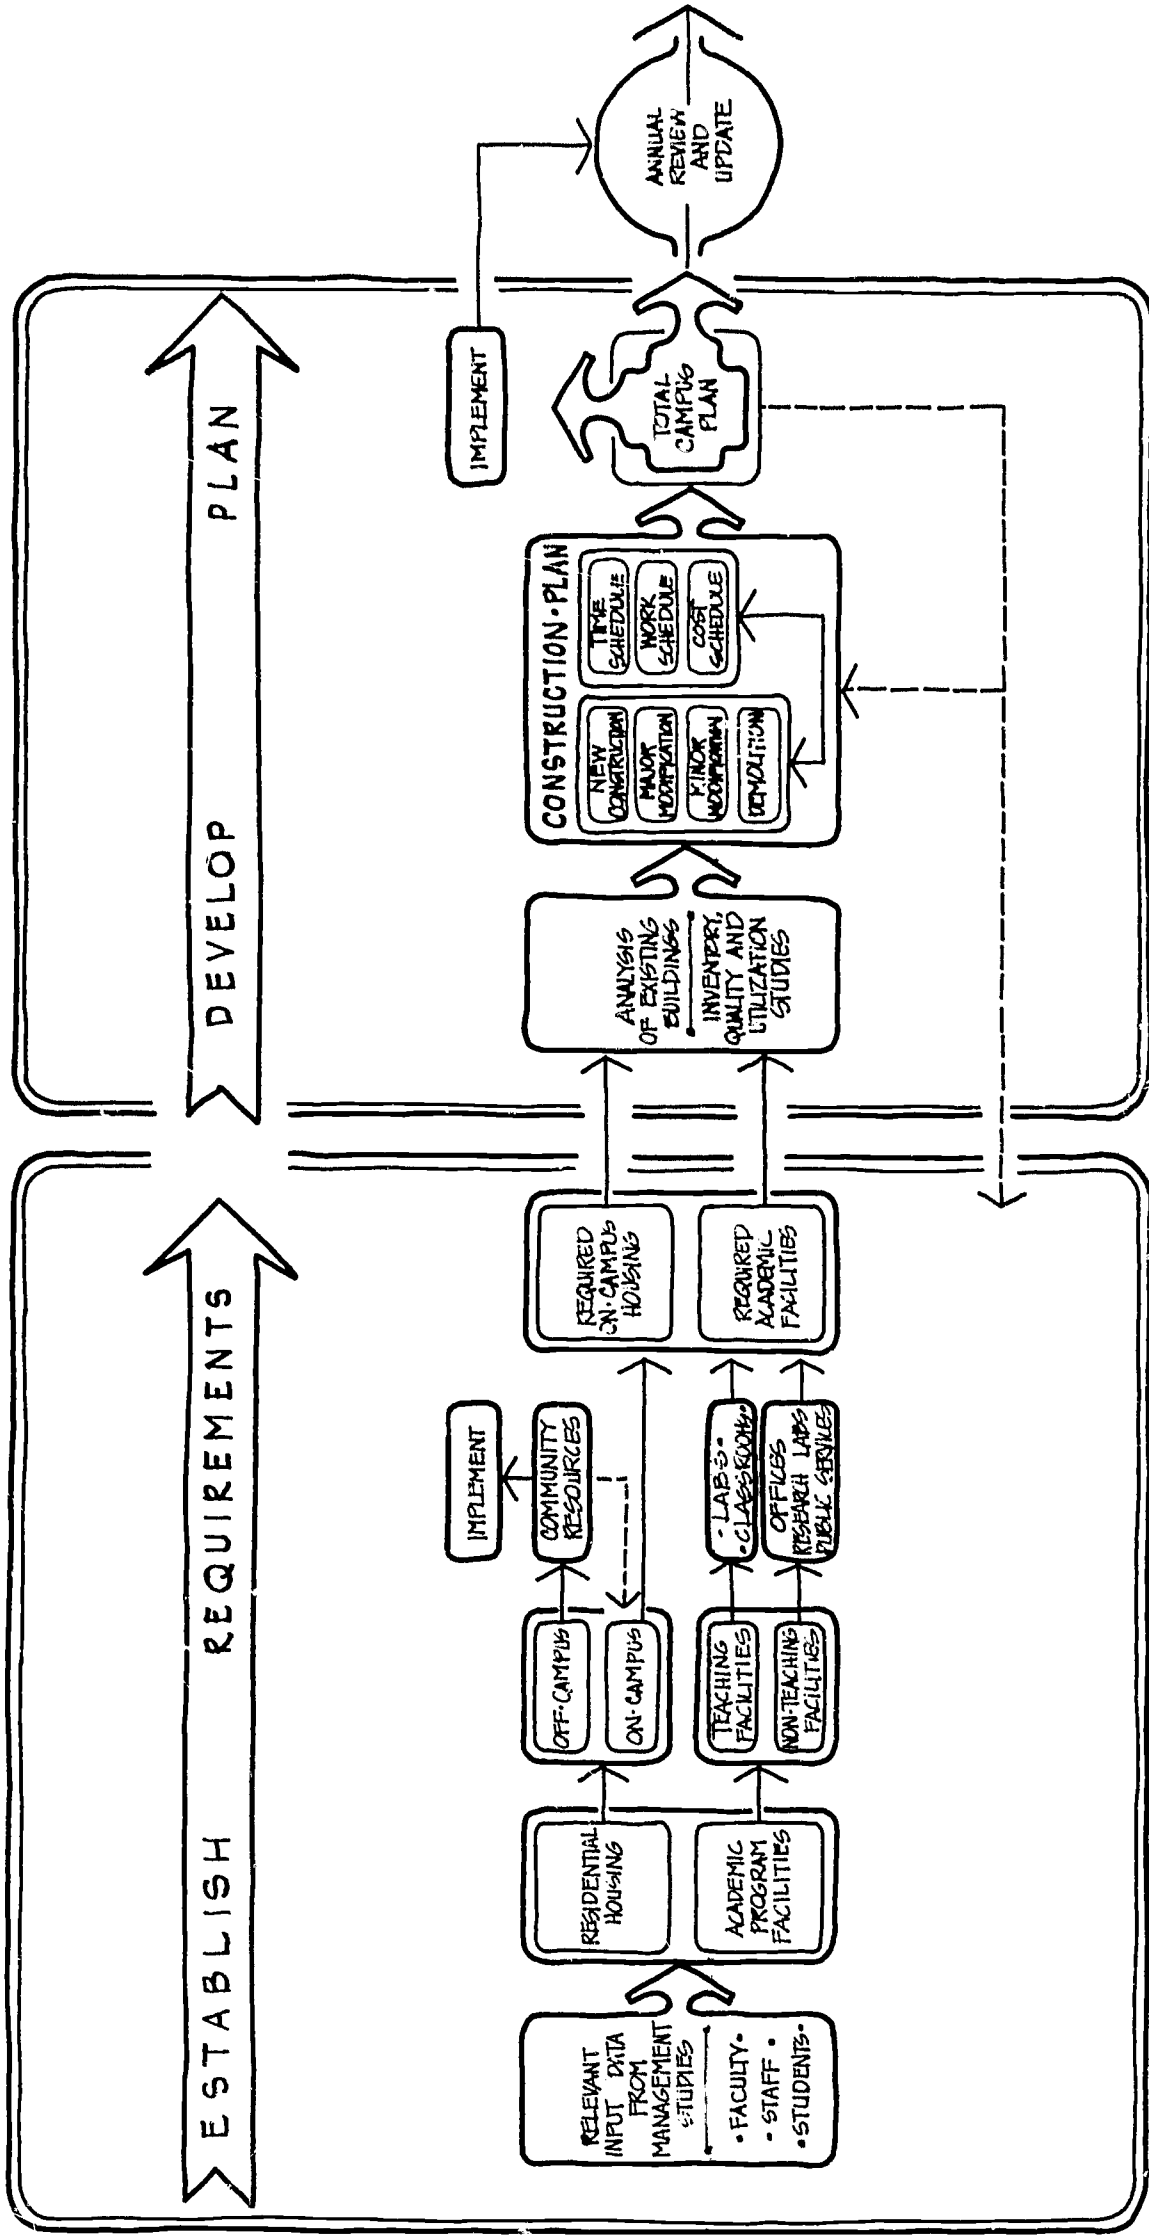 ESTABLISH REQUIREMENTS
DEVELOP PLAN
RELEVANT
INPUT DATA
FROM
MANAGEMENT
STUDIES
• FACULTY •
• STAFF •
• STUDENTS •
RESIDENTIAL
HOUSING
ACADEMIC
PROGRAM
FACILITIES
OFF-CAMPUS
ON-CAMPUS
TEACHING
FACILITIES
NON-TEACHING
FACILITIES
IMPLEMENT
COMMUNITY
RESOURCES
• LABS •
• CLASSROOMS •
OFFICES
RESEARCH LABS
PUBLIC SERVICES
REQUIRED
ON-CAMPUS
HOUSING
REQUIRED
ACADEMIC
FACILITIES
ANALYSIS
OF EXISTING
BUILDINGS
INVENTORY,
QUALITY AND
UTILIZATION
STUDIES
CONSTRUCTION • PLAN
NEW
CONSTRUCTION
MAJOR
MODIFICATION
MINOR
MODIFICATION
DEMOLITION
TIME
SCHEDULE
WORK
SCHEDULE
COST
SCHEDULE
IMPLEMENT
TOTAL
CAMPUS
PLAN
ANNUAL
REVIEW
AND
UPDATE